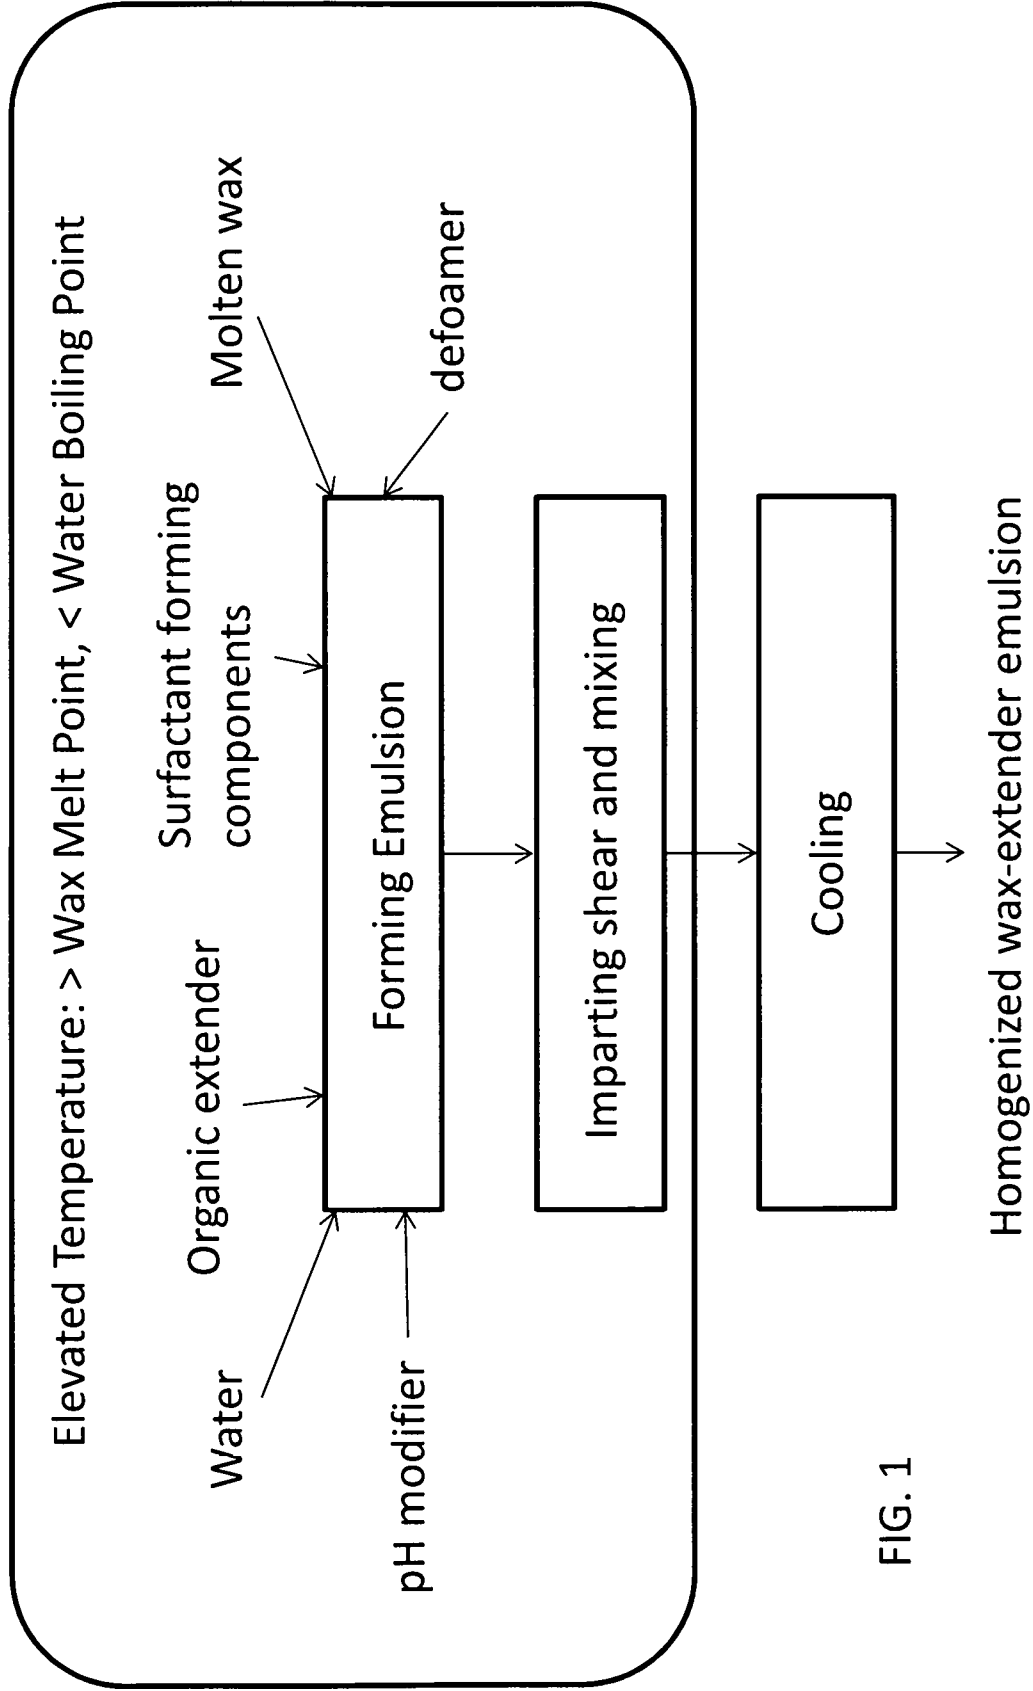 Elevated Temperature: > Wax Melt Point, < Water Boiling Point
Surfactant forming
components
Organic extender
Water
Molten wax
pH modifier
defoamer
Forming Emulsion
Imparting shear and mixing
Cooling
Homogenized wax-extender emulsion
FIG. 1